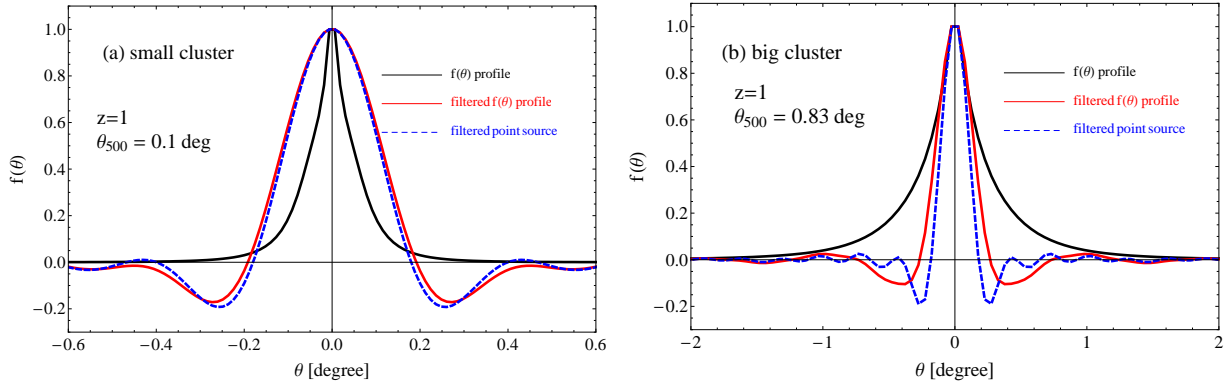 (a) small cluster
f(θ) profile
filtered f(θ) profile
filtered point source
z=1
θ500 = 0.1 deg
f(θ)
1.0
0.8
0.6
0.4
0.2
0.0
−0.2
−0.6 −0.4 −0.2 0.0 0.2 0.4 0.6
θ [degree]
(b) big cluster
f(θ) profile
filtered f(θ) profile
filtered point source
z=1
θ500 = 0.83 deg
f(θ)
1.0
0.8
0.6
0.4
0.2
0.0
−0.2
−2 −1 0 1 2
θ [degree]